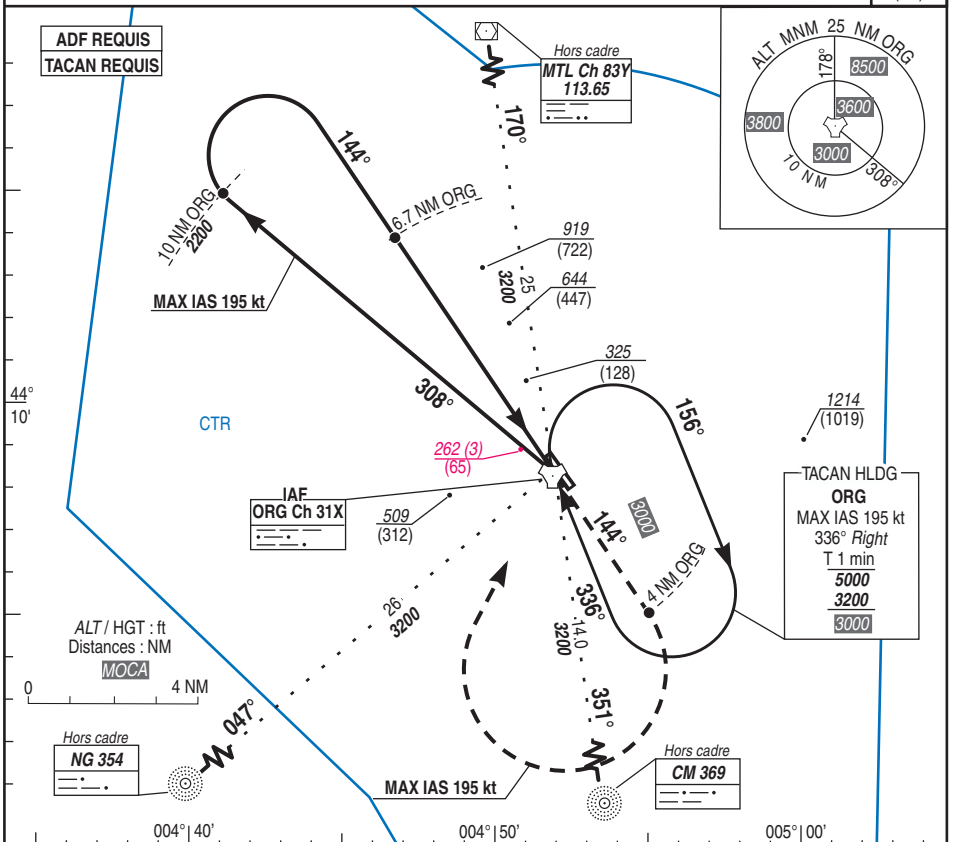 ADF REQUIS
TACAN REQUIS
Hors cadre
MTL Ch 83Y
113.65
ALT MNM 25 NM ORG
178°
8500
3600
3800
3000
10 NM
308°
170°
144°
6.7 NM ORG
10 NM ORG
2200
919
(722)
25
3200
644
(447)
MAX IAS 195 kt
325
(128)
308°
156°
44°
10'
CTR
1214
(1019)
262 (3)
(65)
IAF
ORG Ch 31X
509
(312)
144°
3000
4 NM ORG
TACAN HLDG
ORG
MAX IAS 195 kt
336° Right
T 1 min
5000
3200
3000
336°
26
3200
14.0
3200
ALT / HGT : ft
Distances : NM
MOCA
0
4 NM
351°
047°
Hors cadre
NG 354
MAX IAS 195 kt
Hors cadre
CM 369
004° 40'
004° 50'
005° 00'